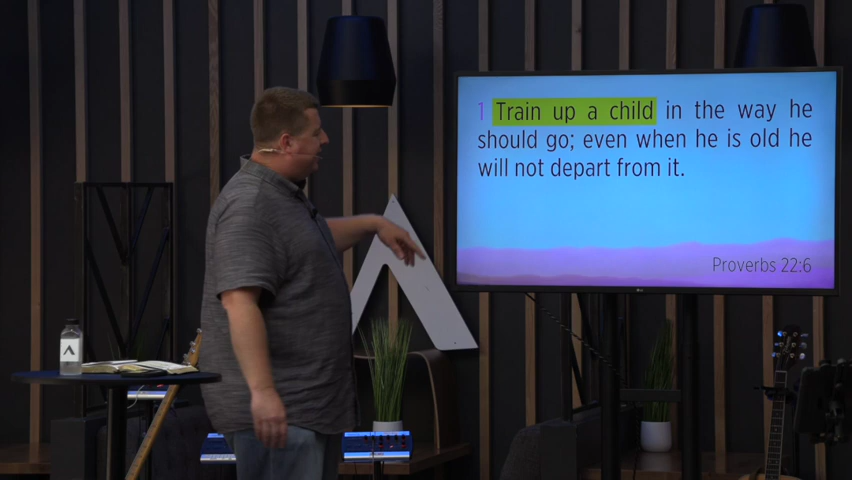 1 Train up a child in the way he
should go; even when he is old he
will not depart from it.
Proverbs 22:6